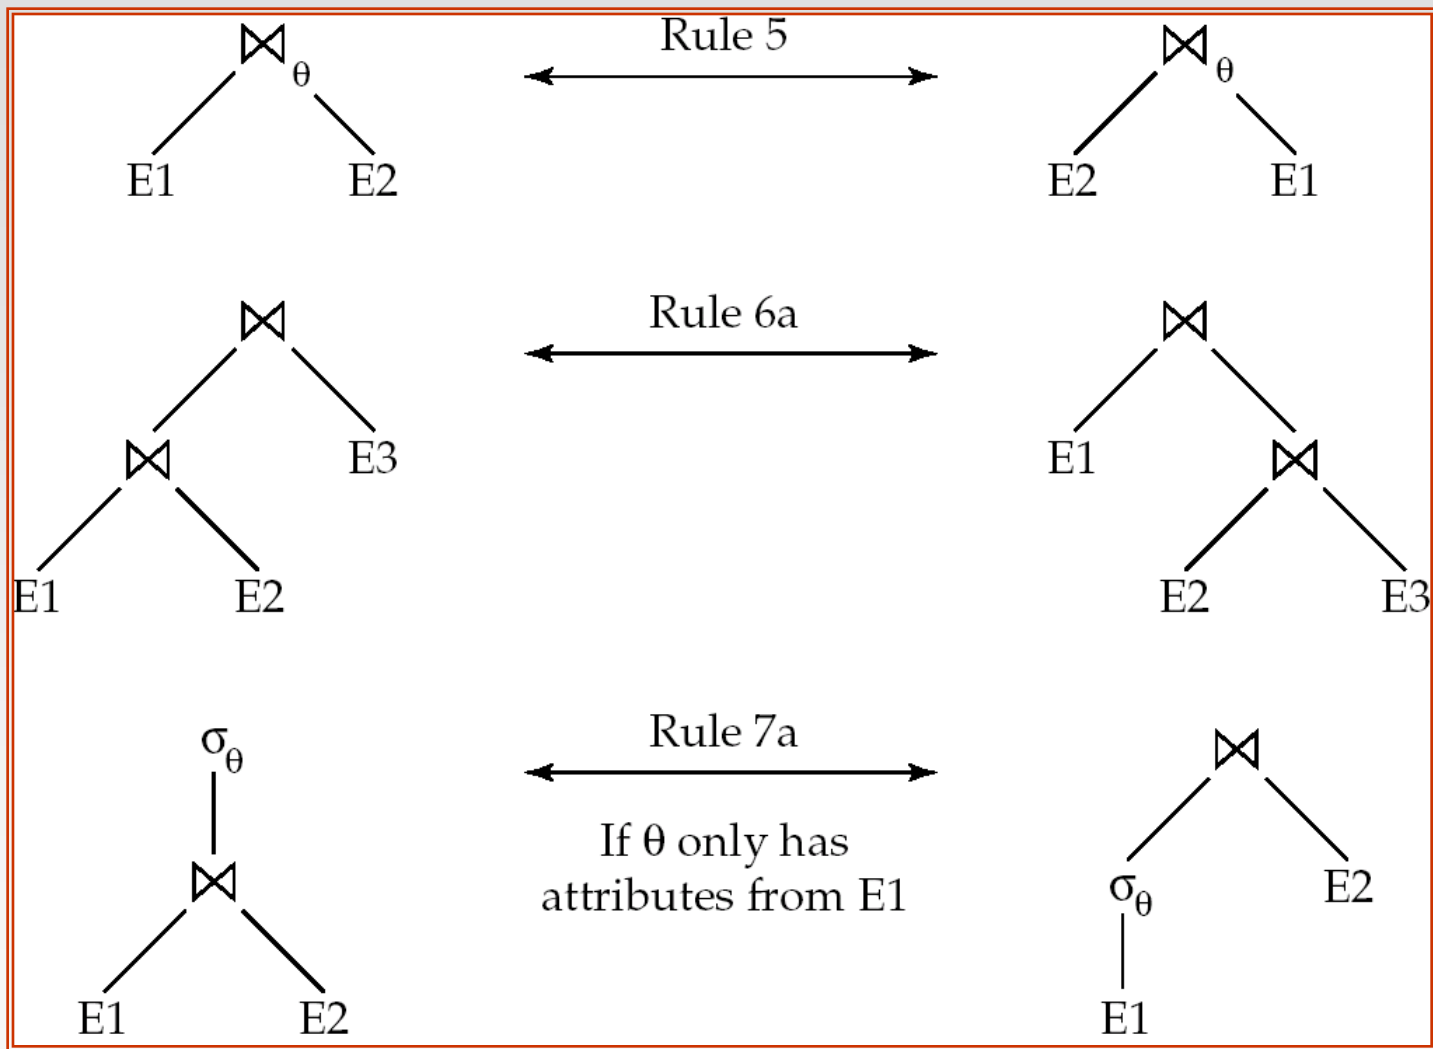 Rule 5
⋈θ
⋈θ
E1 E2
E2 E1
Rule 6a
⋈
⋈
E3
E1
⋈
⋈
E1 E2
E2 E3
Rule 7a
σθ
⋈
If θ only has
attributes from E1
⋈
σθ
E2
E1 E2
E1